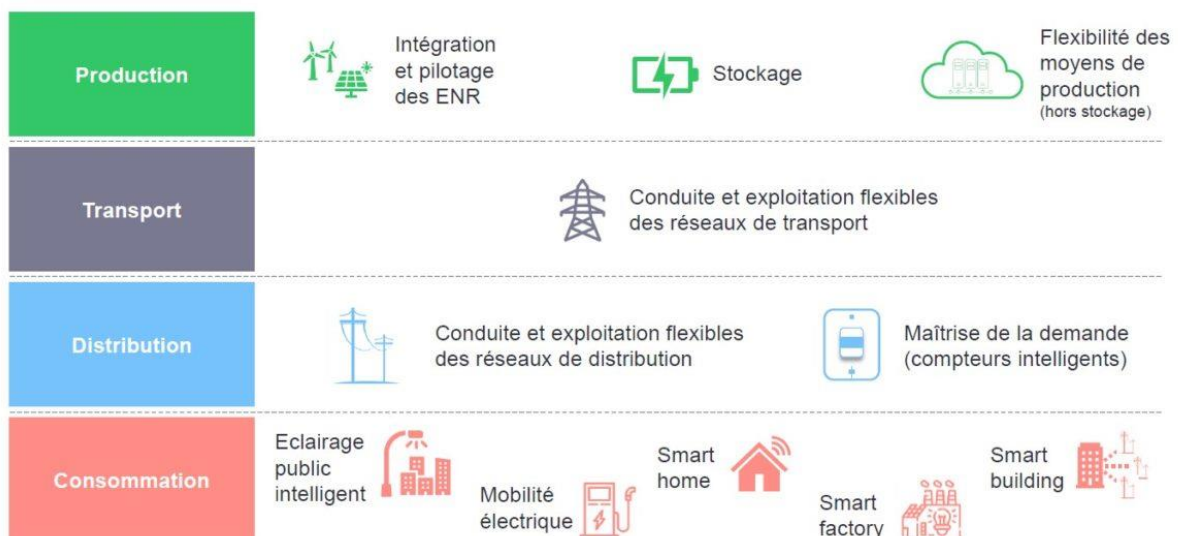 Production
Intégration
et pilotage
des ENR
Stockage
Flexibilité des
moyens de
production
(hors stockage)
Transport
Conduite et exploitation flexibles
des réseaux de transport
Distribution
Conduite et exploitation flexibles
des réseaux de distribution
Maîtrise de la demande
(compteurs intelligents)
Consommation
Eclairage
public
intelligent
Mobilité
électrique
Smart
home
Smart
factory
Smart
building